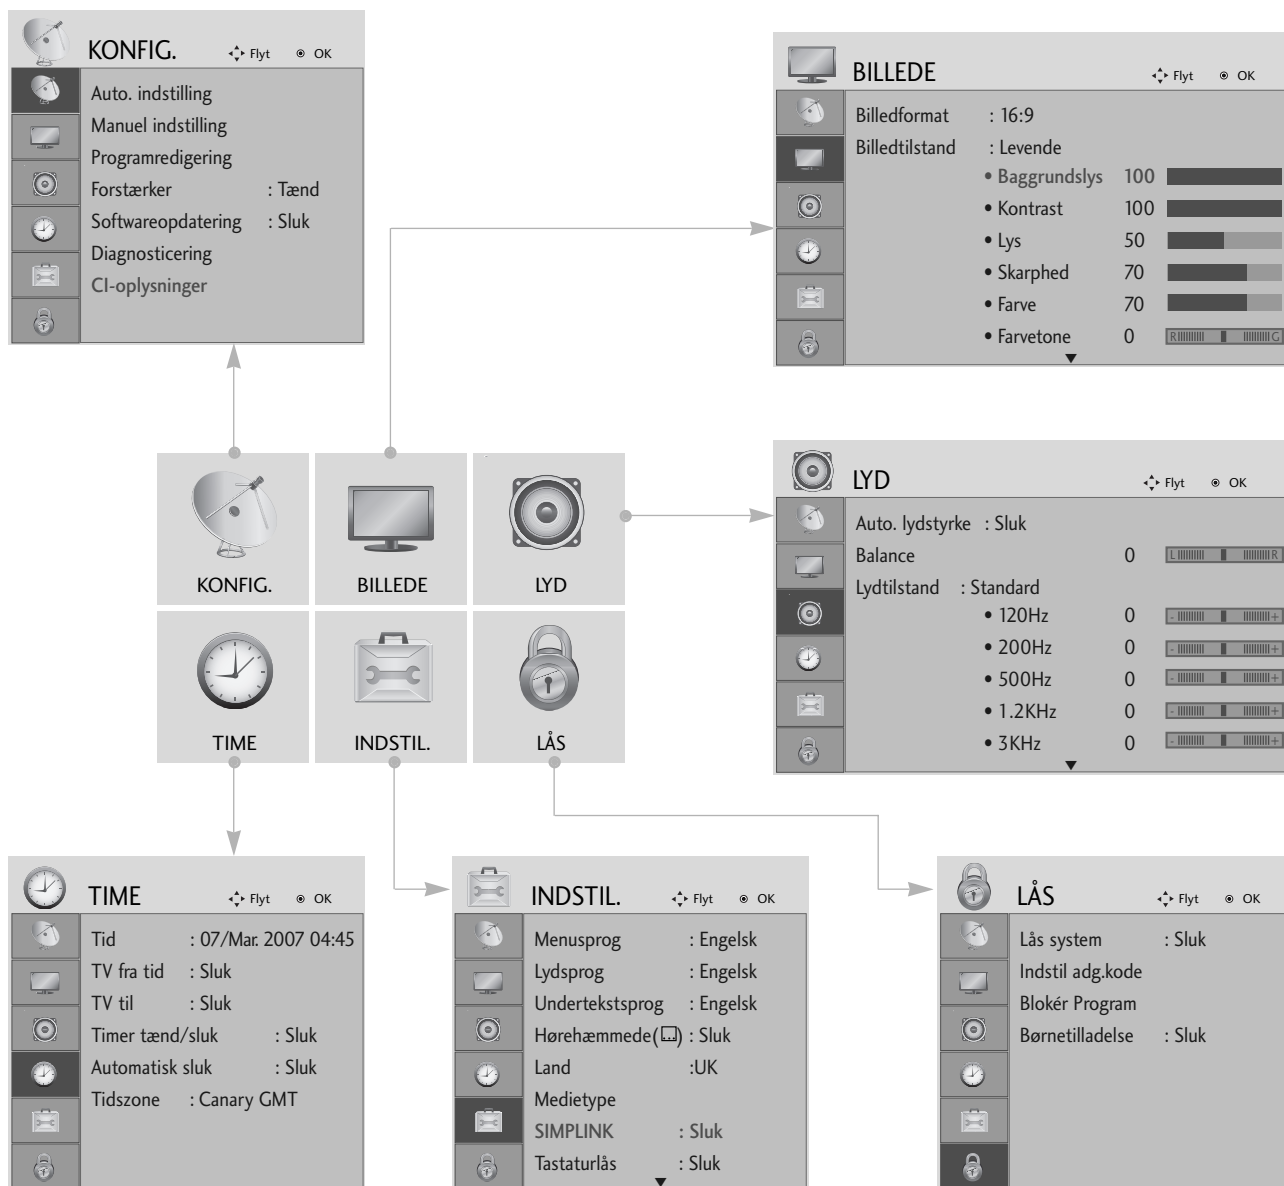 KONFIG. Flyt OK
Auto. indstilling
Manuel indstilling
Programredigering
Forstærker : Tænd
Softwareopdatering : Sluk
Diagnosticering
CI-oplysninger
BILLEDE Flyt OK
Billedformat : 16:9
Billedtilstand : Levende
• Baggrundslys 100
• Kontrast 100
• Lys 50
• Skarphed 70
• Farve 70
• Farvetone 0 R G
KONFIG. BILLEDE LYD
TIME INDSTIL. LÅS
LYD Flyt OK
Auto. lydstyrke : Sluk
Balance 0 L R
Lydtilstand : Standard
• 120Hz 0 - +
• 200Hz 0 - +
• 500Hz 0 - +
• 1.2KHz 0 - +
• 3KHz 0 - +
TIME Flyt OK
Tid : 07/Mar. 2007 04:45
TV fra tid : Sluk
TV til : Sluk
Timer tænd/sluk : Sluk
Automatisk sluk : Sluk
Tidszone : Canary GMT
INDSTIL. Flyt OK
Menusprog : Engelsk
Lydsprog : Engelsk
Undertekstsprog : Engelsk
Hørehæmmede( ) : Sluk
Land :UK
Medietype
SIMPLINK : Sluk
Tastaturlås : Sluk
LÅS Flyt OK
Lås system : Sluk
Indstil adg.kode
Blokér Program
Børnetilladelse : Sluk